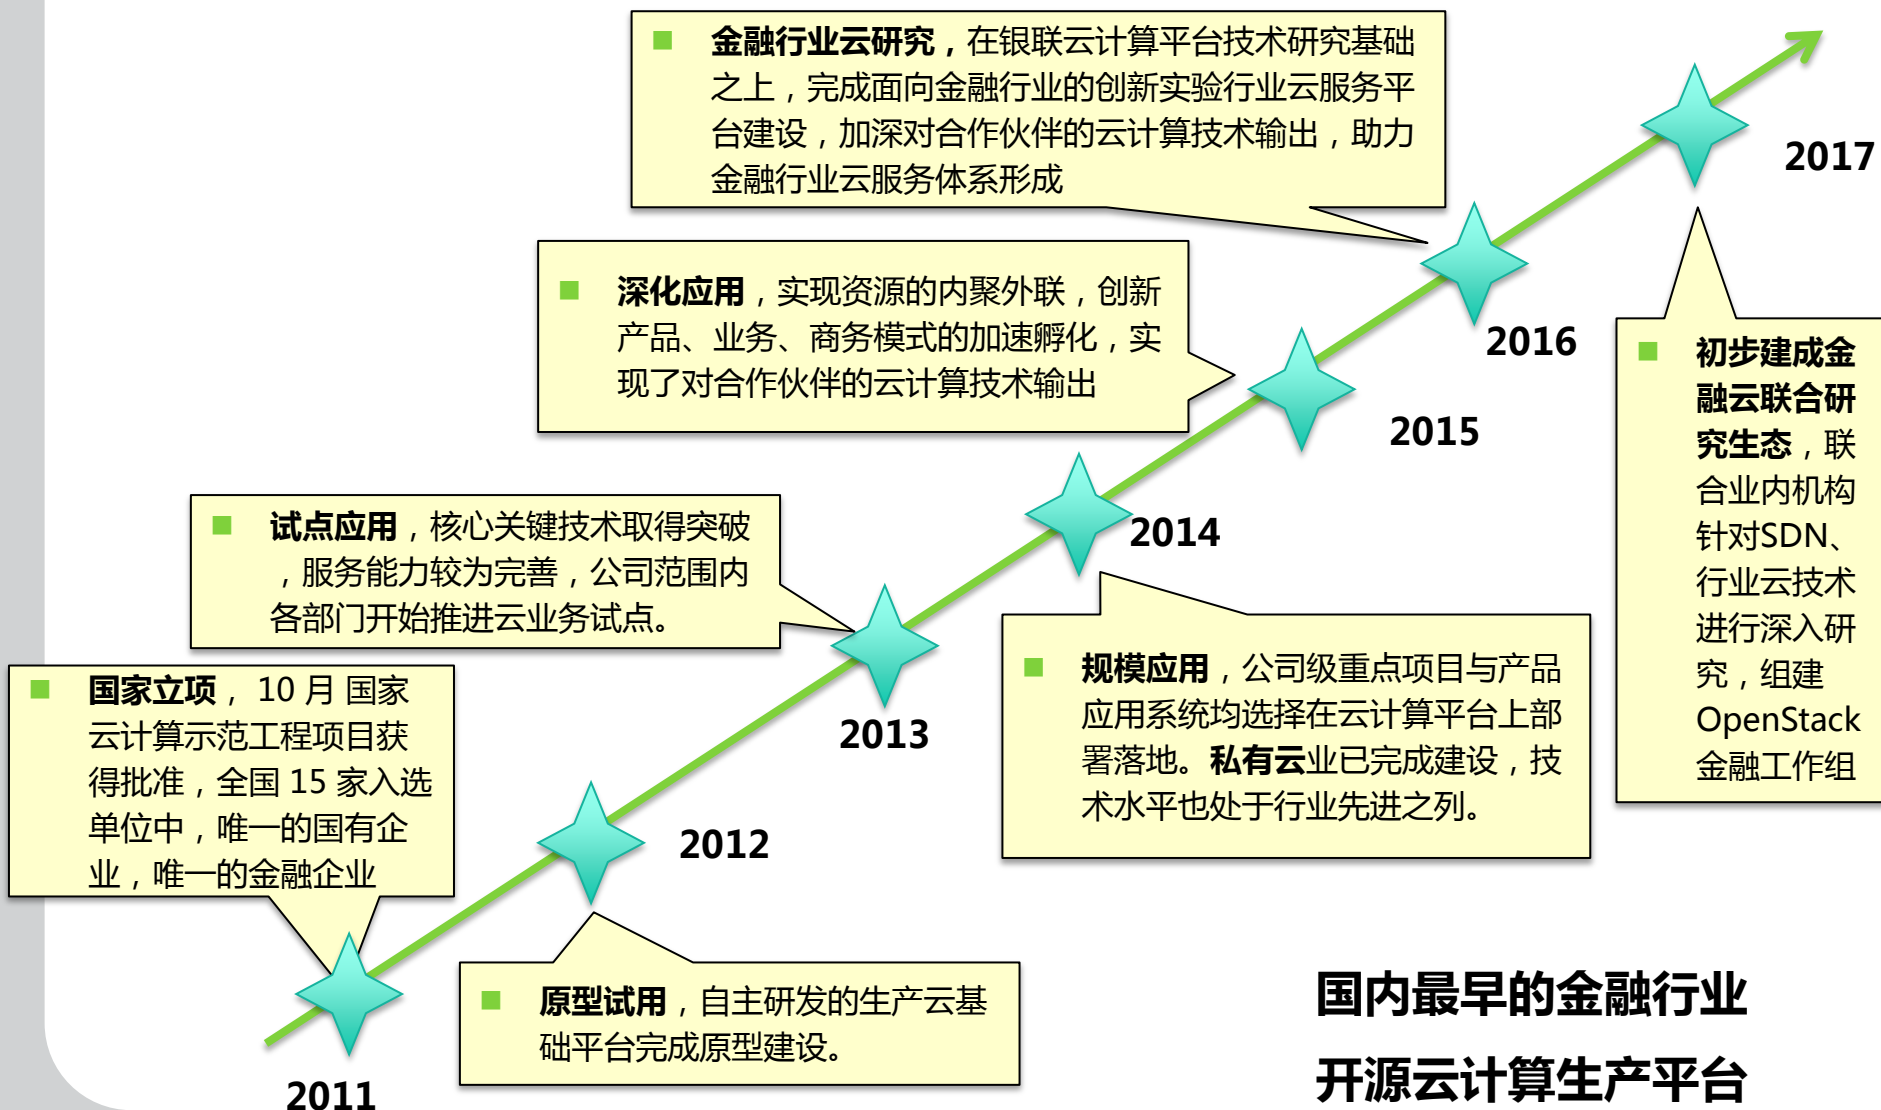 金融行业云研究，在银联云计算平台技术研究基础
之上，完成面向金融行业的创新实验行业云服务平
台建设，加深对合作伙伴的云计算技术输出，助力
金融行业云服务体系形成
2017
深化应用，实现资源的内聚外联，创新
产品、业务、商务模式的加速孵化，实
现了对合作伙伴的云计算技术输出
2016
初步建成金
融云联合研
究生态，联
合业内机构
针对SDN、
行业云技术
进行深入研
究，组建
OpenStack
金融工作组
2015
试点应用，核心关键技术取得突破
，服务能力较为完善，公司范围内
各部门开始推进云业务试点。
2014
规模应用，公司级重点项目与产品
应用系统均选择在云计算平台上部
署落地。私有云业已完成建设，技
术水平也处于行业先进之列。
2013
国家立项， 10 月 国家
云计算示范工程项目获
得批准，全国 15 家入选
单位中，唯一的国有企
业，唯一的金融企业
2012
原型试用，自主研发的生产云基
础平台完成原型建设。
2011
国内最早的金融行业
开源云计算生产平台